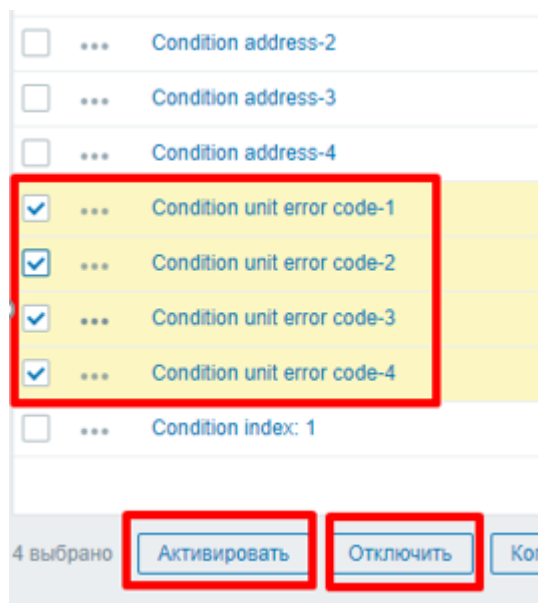 Condition address-2
Condition address-3
Condition address-4
Condition unit error code-1
Condition unit error code-2
Condition unit error code-3
Condition unit error code-4
Condition index: 1
4 выбрано Активировать Отключить